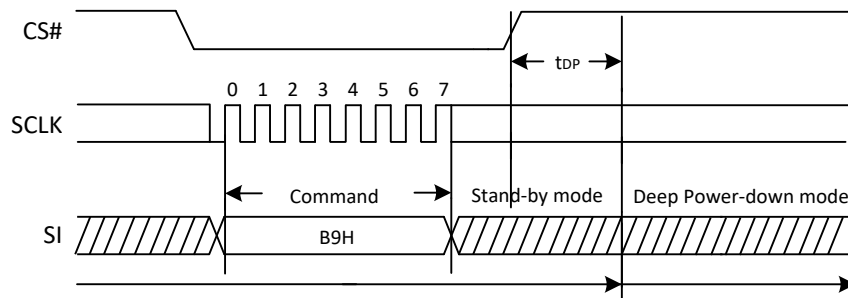 CS#
tDP
0 1 2 3 4 5 6 7
SCLK
Command
Stand-by mode
Deep Power-down mode
SI
B9H